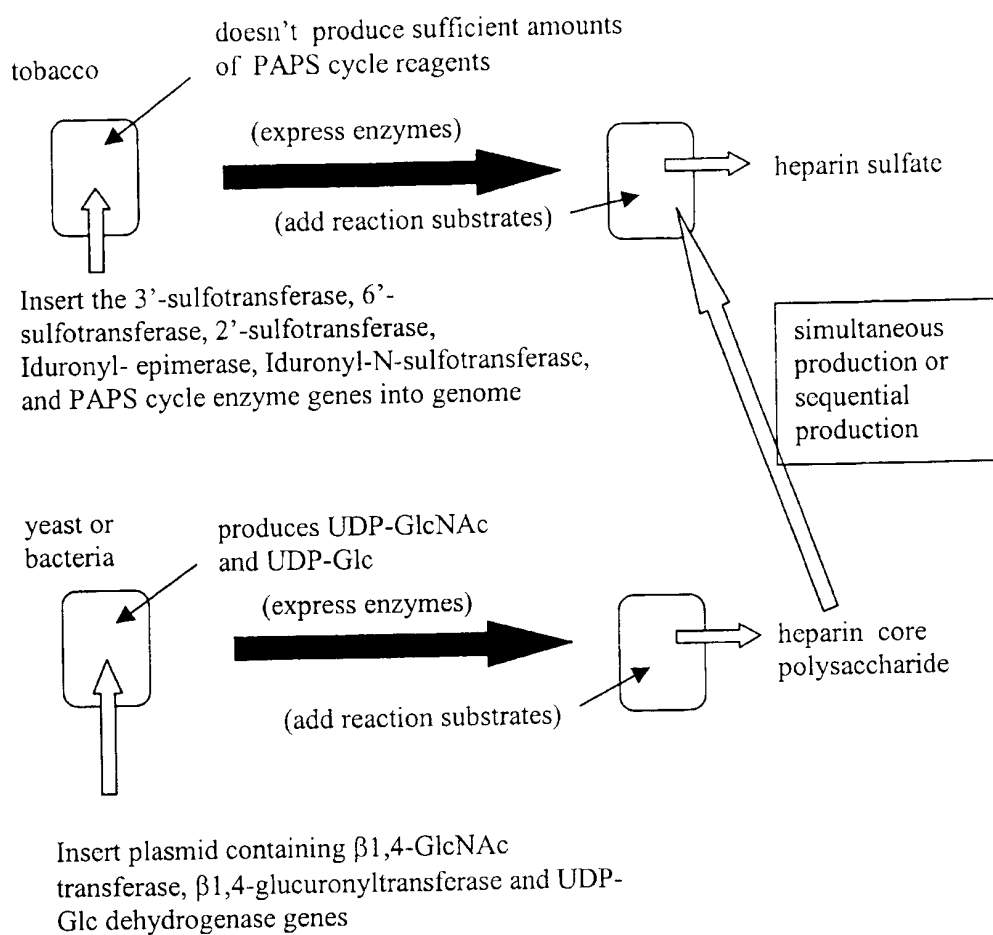 doesn't produce sufficient amounts
of PAPS cycle reagents
tobacco
(express enzymes)
heparin sulfate
(add reaction substrates)
Insert the 3'-sulfotransferase, 6'-
sulfotransferase, 2'-sulfotransferase,
Iduronyl- epimerase, Iduronyl-N-sulfotransferase,
and PAPS cycle enzyme genes into genome
simultaneous
production or
sequential
production
yeast or
bacteria
produces UDP-GlcNAc
and UDP-Glc
(express enzymes)
heparin core
polysaccharide
(add reaction substrates)
Insert plasmid containing β1,4-GlcNAc
transferase, β1,4-glucuronyltransferase and UDP-
Glc dehydrogenase genes